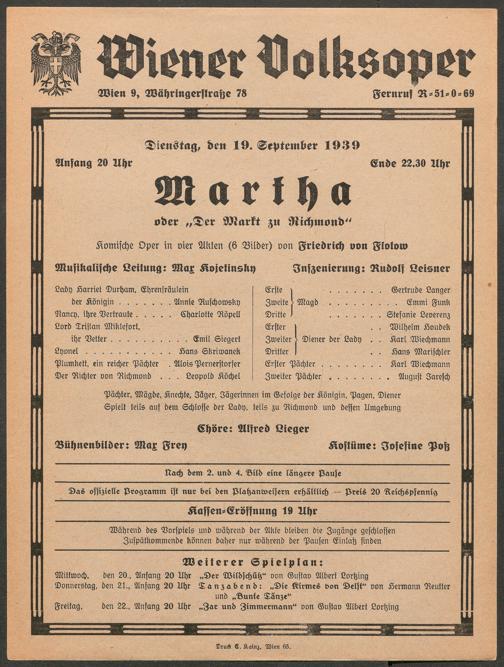 Wiener Volksoper
Wien 9, Währingerstraße 78 Fernruf R=51=0=69
Dienstag, den 19. September 1939
Anfang 20 Uhr Ende 22.30 Uhr
Martha
oder „Der Markt zu Richmond“
Komische Oper in vier Akten (6 Bilder) von Friedrich von Flotow
Musikalische Leitung: Max Kojetinsky Inszenierung: Rudolf Leisner
Lady Harriet Durham, Ehrenfräulein
der Königin . . . . . . . . Annie Ruschowsky
Nancy, ihre Vertraute . . . . . Charlotte Röpell
Lord Tristan Miklefort,
ihr Vetter . . . . . . . . . . Emil Siegert
Lyonel . . . . . . . . . . Hans Skriwanek
Plumkett, ein reicher Pächter . Alois Pernerstorfer
Der Richter von Richmond . . Leopold Köchel
Erste . . . . . . . . Gertrude Langer
Zweite } Magd . . . . . . . Emmi Funk
Dritte . . . . . . . Stefanie Leverenz
Erster . . Wilhelm Houdek
Zweiter } Diener der Lady . . Karl Wiechmann
Dritter . . Hans Marischler
Erster Pächter . . . . . . . Karl Wiechmann
Zweiter Pächter . . . . . . . August Jaresch
Pächter, Mägde, Knechte, Jäger, Jägerinnen im Gefolge der Königin, Pagen, Diener
Spielt teils auf dem Schlosse der Lady, teils zu Richmond und dessen Umgebung
Chöre: Alfred Lieger
Bühnenbilder: Max Frey Kostüme: Josefine Poß
Nach dem 2. und 4. Bild eine längere Pause
Das offizielle Programm ist nur bei den Platzanweisern erhältlich — Preis 20 Reichspfennig
Kassen-Eröffnung 19 Uhr
Während des Vorspiels und während der Akte bleiben die Zugänge geschlossen
Zuspätkommende können daher nur während der Pausen Einlaß finden
Weiterer Spielplan:
Mittwoch, den 20., Anfang 20 Uhr „Der Wildschütz“ von Gustav Albert Lortzing
Donnerstag, den 21., Anfang 20 Uhr Tanzabend: „Die Kirmes von Delft“ von Hermann Reutter
und „Bunte Tänze“
Freitag, den 22., Anfang 20 Uhr „Zar und Zimmermann“ von Gustav Albert Lortzing
Druck C. Kainz, Wien 65.